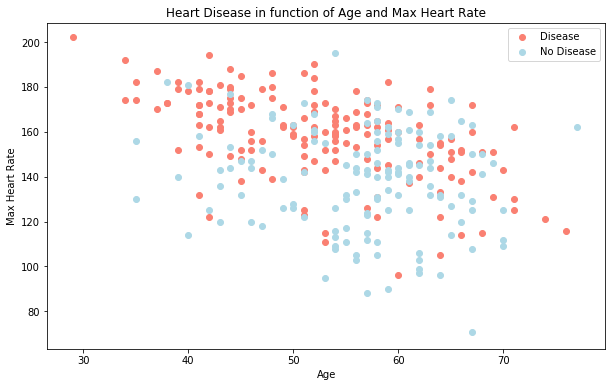 Heart Disease in function of Age and Max Heart Rate
Disease
No Disease
200
180
160
140
120
100
80
Max Heart Rate
30
40
50
60
70
Age